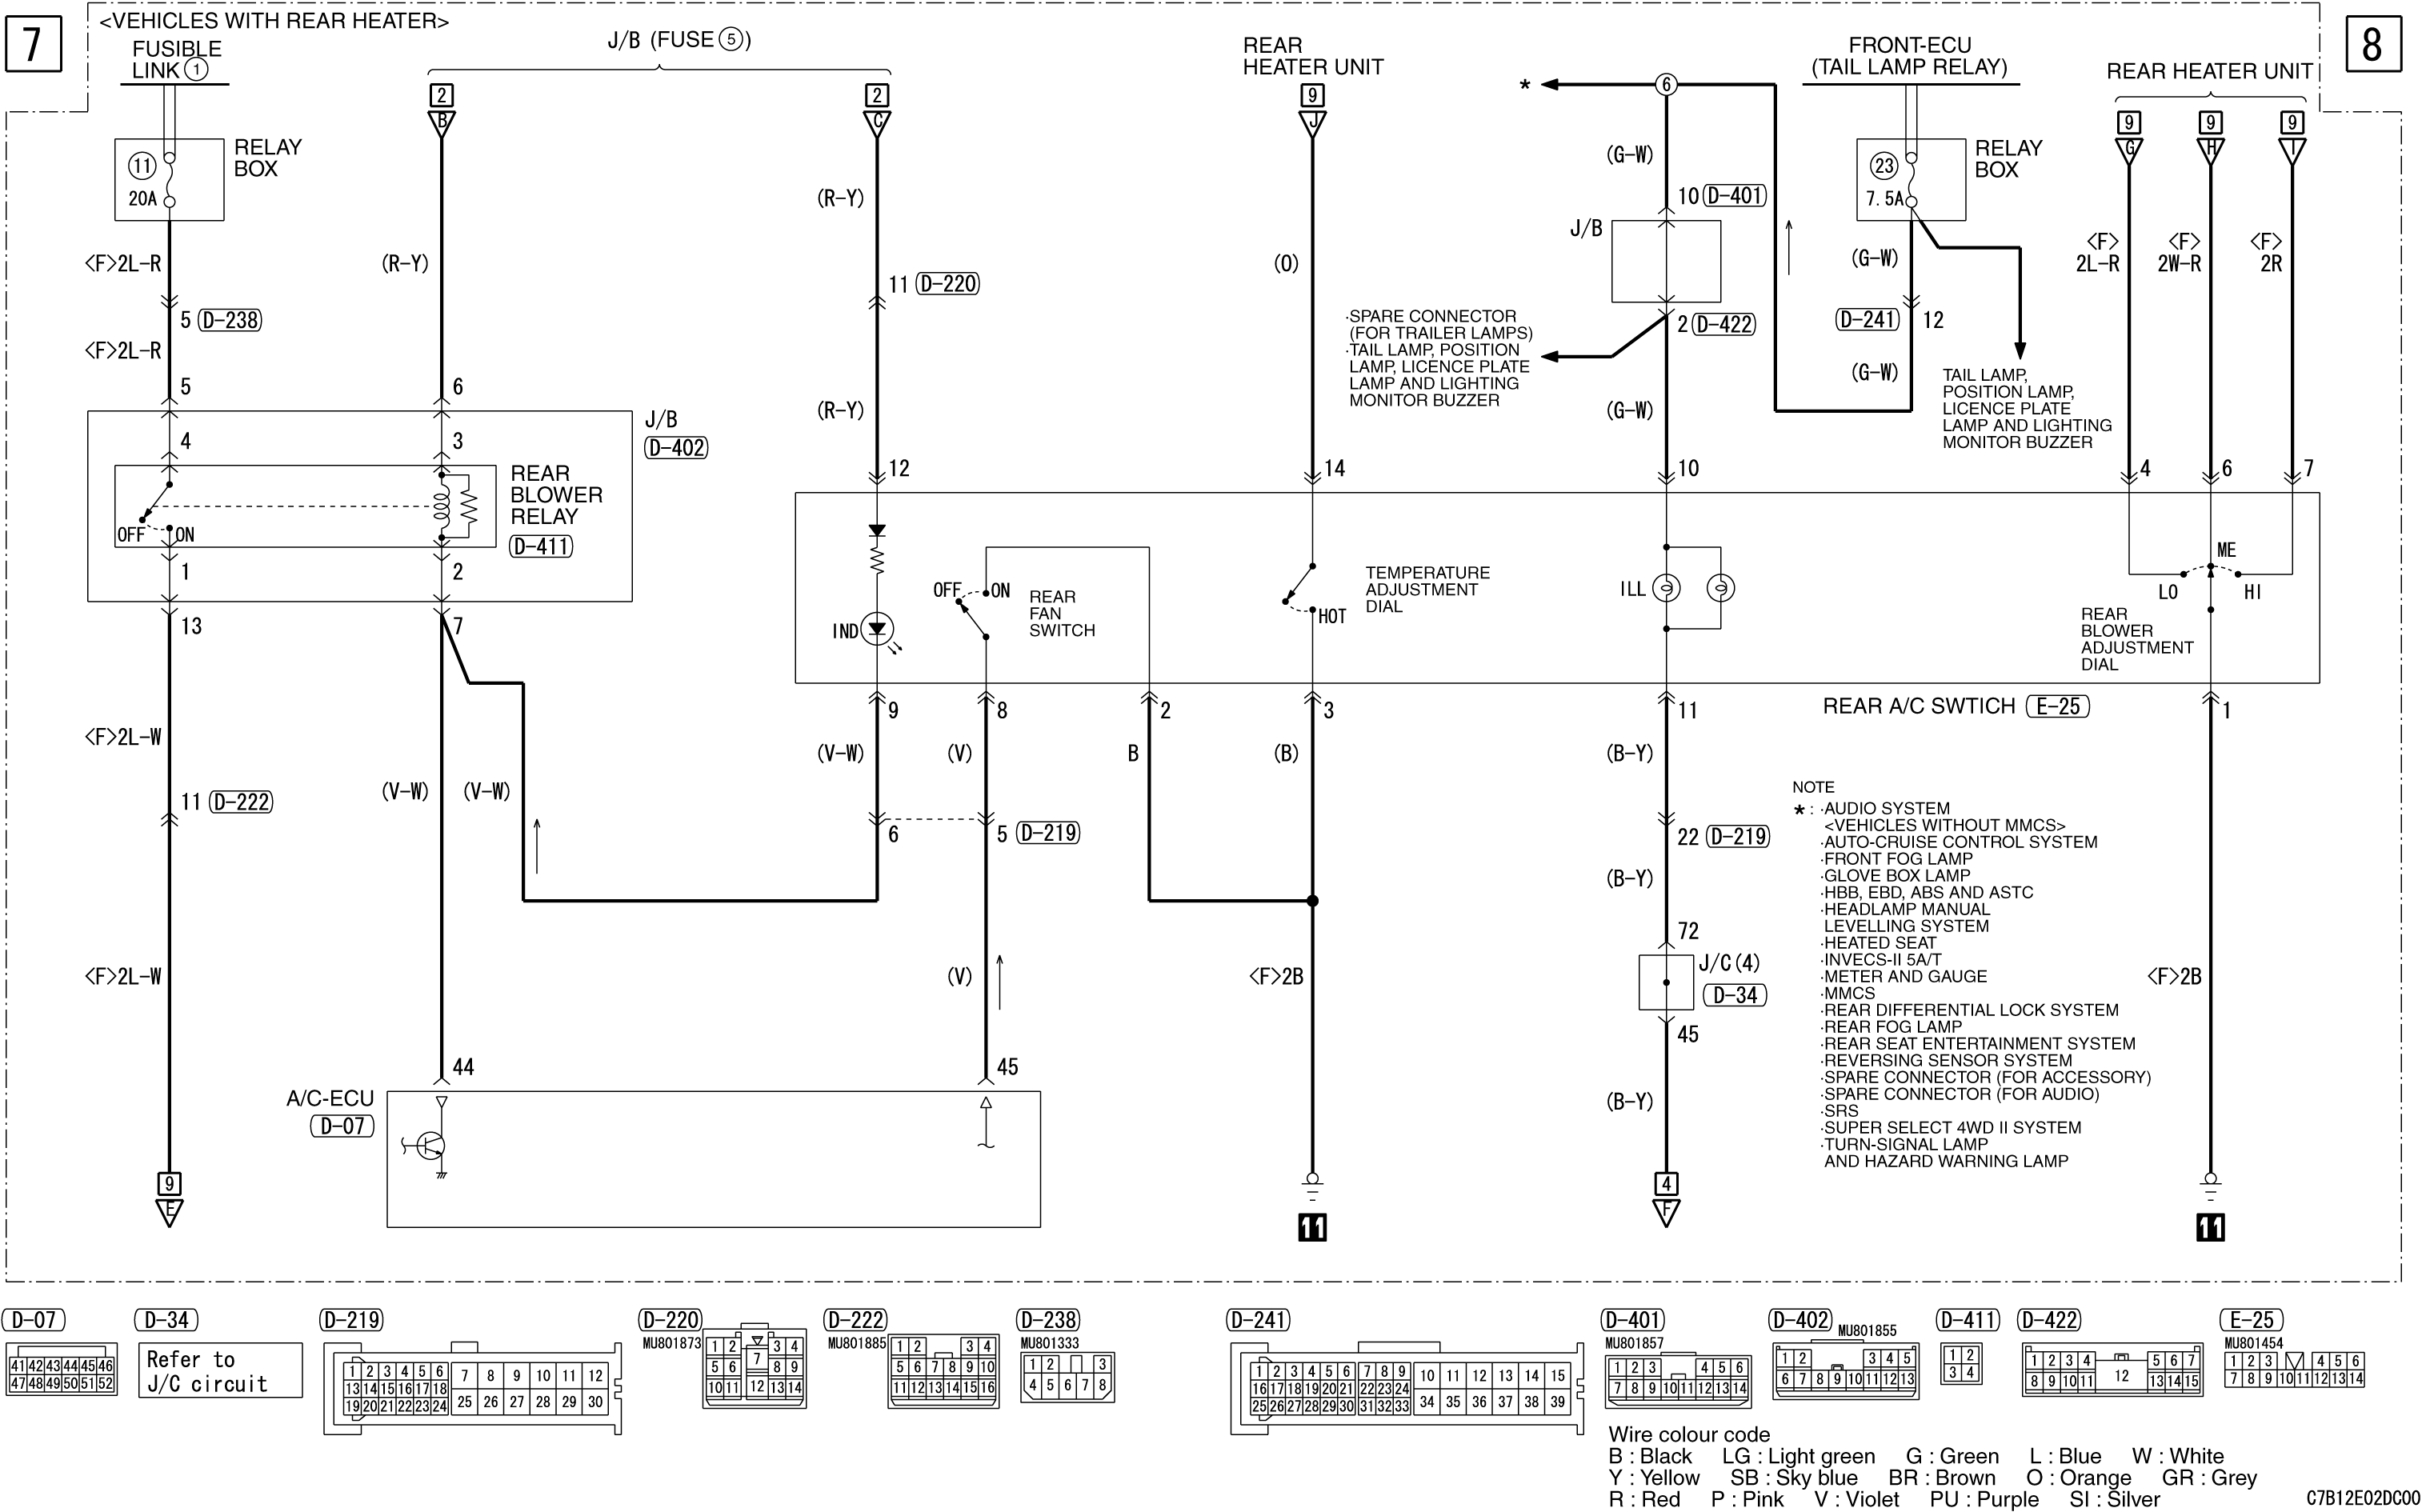 7
<VEHICLES WITH REAR HEATER>
8
FUSIBLE
LINK 1
J/B (FUSE 5)
REAR
HEATER UNIT
FRONT-ECU
(TAIL LAMP RELAY)
REAR HEATER UNIT
2
B
2
C
9
J
* 6
9
G
9
H
9
I
11
20A
RELAY
BOX
23
7.5A
RELAY
BOX
(G-W)
10 D-401
J/B
2 D-422
<F>2L-R
(R-Y)
(R-Y)
(O)
(G-W)
<F>
2L-R
<F>
2W-R
<F>
2R
11 D-220
5 D-238
D-241 12
·SPARE CONNECTOR
(FOR TRAILER LAMPS)
·TAIL LAMP, POSITION
LAMP, LICENCE PLATE
LAMP AND LIGHTING
MONITOR BUZZER
<F>2L-R
(R-Y)
(G-W)
(G-W)
TAIL LAMP,
POSITION LAMP,
LICENCE PLATE
LAMP AND LIGHTING
MONITOR BUZZER
5
6
J/B
D-402
4
3
12
14
10
4
6
7
REAR
BLOWER
RELAY
D-411
OFF
ON
1
2
13
7
IND
OFF
ON
REAR
FAN
SWITCH
TEMPERATURE
ADJUSTMENT
DIAL
HOT
ILL
ME
LO
HI
REAR
BLOWER
ADJUSTMENT
DIAL
9
8
2
3
11
REAR A/C SWTICH E-25
1
<F>2L-W
(V-W)
(V)
B
(B)
(B-Y)
(V-W)
(V-W)
11 D-222
6
5 D-219
22 D-219
(B-Y)
72
J/C(4)
D-34
45
<F>2L-W
(V)
<F>2B
<F>2B
(B-Y)
44
45
A/C-ECU
D-07
9
E
11
4
F
11
NOTE
* : ·AUDIO SYSTEM
<VEHICLES WITHOUT MMCS>
·AUTO-CRUISE CONTROL SYSTEM
·FRONT FOG LAMP
·GLOVE BOX LAMP
·HBB, EBD, ABS AND ASTC
·HEADLAMP MANUAL
LEVELLING SYSTEM
·HEATED SEAT
·INVECS-II 5A/T
·METER AND GAUGE
·MMCS
·REAR DIFFERENTIAL LOCK SYSTEM
·REAR FOG LAMP
·REAR SEAT ENTERTAINMENT SYSTEM
·REVERSING SENSOR SYSTEM
·SPARE CONNECTOR (FOR ACCESSORY)
·SPARE CONNECTOR (FOR AUDIO)
·SRS
·SUPER SELECT 4WD II SYSTEM
·TURN-SIGNAL LAMP
AND HAZARD WARNING LAMP
D-07
41 42 43 44 45 46
47 48 49 50 51 52
D-34
Refer to
J/C circuit
D-219
1 2 3 4 5 6 7 8 9 10 11 12
13 14 15 16 17 18
19 20 21 22 23 24 25 26 27 28 29 30
D-220
MU801873
1 2 3 4
5 6 7 8 9
10 11 12 13 14
D-222
MU801885
1 2 3 4
5 6 7 8 9 10
11 12 13 14 15 16
D-238
MU801333
1 2 3
4 5 6 7 8
D-241
1 2 3 4 5 6 7 8 9 10 11 12 13 14 15
16 17 18 19 20 21 22 23 24
25 26 27 28 29 30 31 32 33 34 35 36 37 38 39
D-401
MU801857
1 2 3 4 5 6
7 8 9 10 11 12 13 14
D-402
MU801855
1 2 3 4 5
6 7 8 9 10 11 12 13
D-411
1 2
3 4
D-422
1 2 3 4 5 6 7
8 9 10 11 12 13 14 15
E-25
MU801454
1 2 3 4 5 6
7 8 9 10 11 12 13 14
Wire colour code
B : Black LG : Light green G : Green L : Blue W : White
Y : Yellow SB : Sky blue BR : Brown O : Orange GR : Grey
R : Red P : Pink V : Violet PU : Purple SI : Silver
C7B12E02DC00